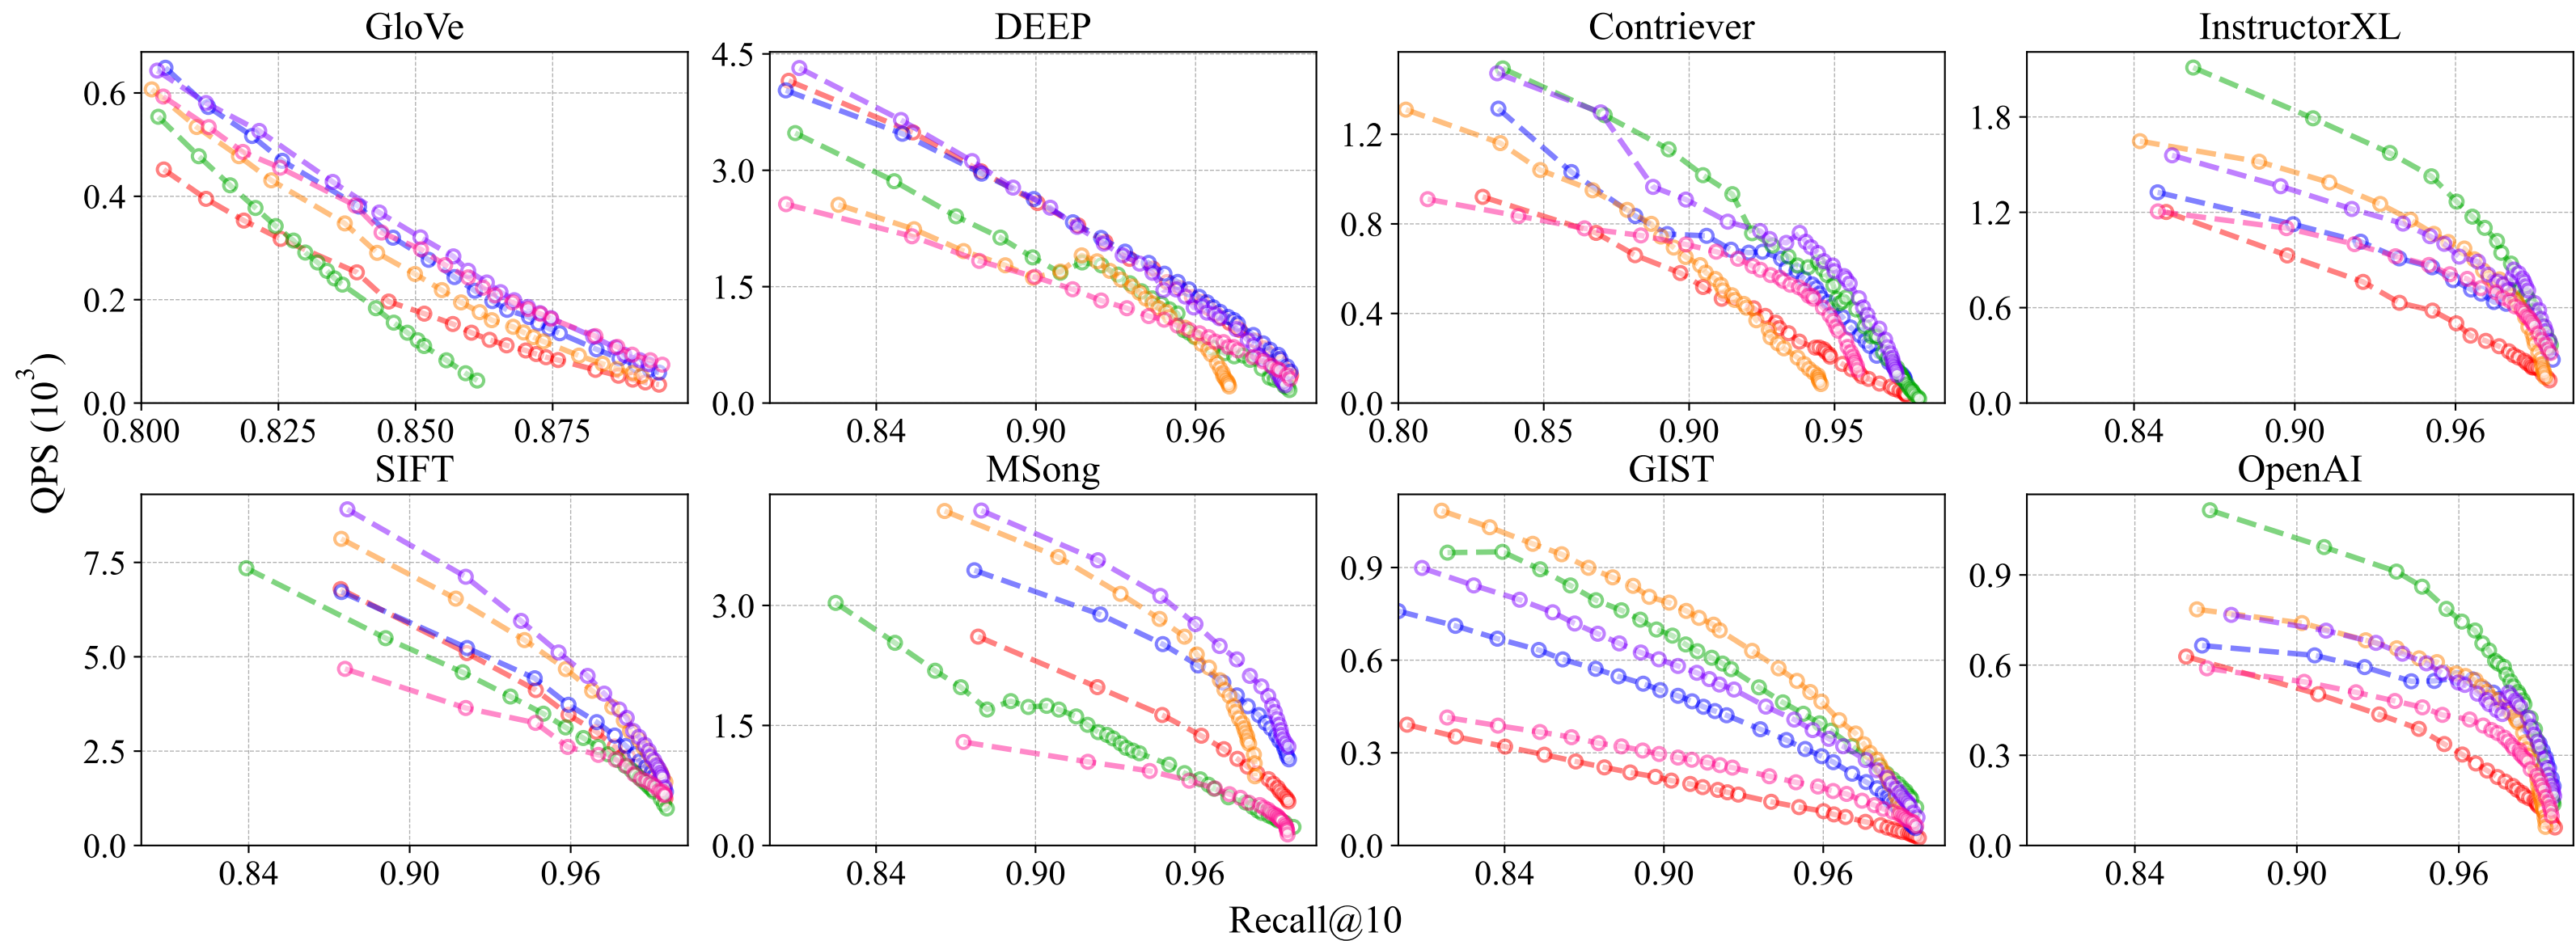 GloVe DEEP Contriever InstructorXL
0.6 0.4 0.2 0.0
0.800 0.825 0.850 0.875
4.5 3.0 1.5 0.0
0.84 0.90 0.96
1.2 0.8 0.4 0.0
0.80 0.85 0.90 0.95
1.8 1.2 0.6 0.0
0.84 0.90 0.96
QPS (10³)
SIFT MSong GIST OpenAI
7.5 5.0 2.5 0.0
0.84 0.90 0.96
3.0 1.5 0.0
0.84 0.90 0.96
0.9 0.6 0.3 0.0
0.84 0.90 0.96
0.9 0.6 0.3 0.0
0.84 0.90 0.96
Recall@10